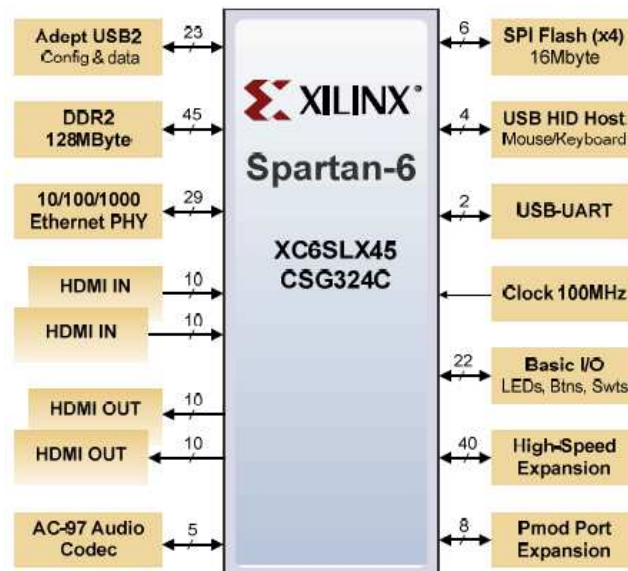 Adept USB2
Config & data
23
DDR2
128MByte
45
10/100/1000
Ethernet PHY
29
HDMI IN
10
HDMI IN
10
HDMI OUT
10
HDMI OUT
10
AC-97 Audio
Codec
5
XILINX®
Spartan-6
XC6SLX45
CSG324C
6
SPI Flash (x4)
16Mbyte
4
USB HID Host
Mouse/Keyboard
2
USB-UART
Clock 100MHz
22
Basic I/O
LEDs, Btns, Swts
40
High-Speed
Expansion
8
Pmod Port
Expansion